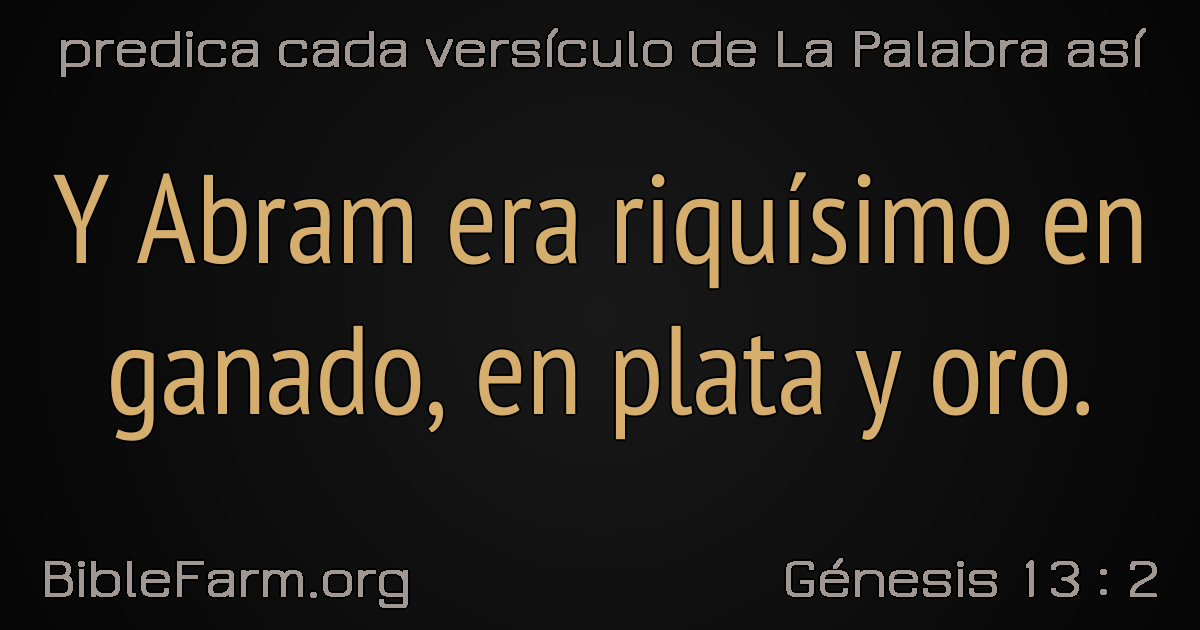 predica cada versículo de La Palabra así
Y Abram era riquísimo en
ganado, en plata y oro.
BibleFarm.org
Génesis 13 : 2